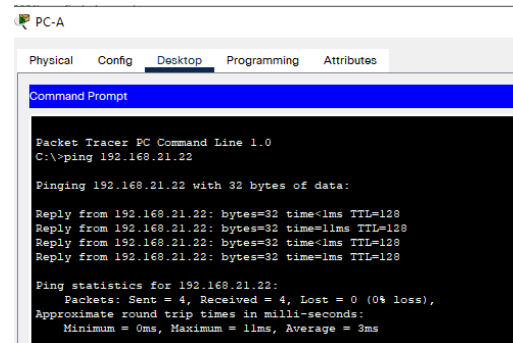 PC-A
Physical Config Desktop Programming Attributes
Command Prompt
Packet Tracer PC Command Line 1.0
C:\>ping 192.168.21.22
Pinging 192.168.21.22 with 32 bytes of data:
Reply from 192.168.21.22: bytes=32 time<1ms TTL=128
Reply from 192.168.21.22: bytes=32 time=11ms TTL=128
Reply from 192.168.21.22: bytes=32 time<1ms TTL=128
Reply from 192.168.21.22: bytes=32 time=1ms TTL=128
Ping statistics for 192.168.21.22:
Packets: Sent = 4, Received = 4, Lost = 0 (0% loss),
Approximate round trip times in milli-seconds:
Minimum = 0ms, Maximum = 11ms, Average = 3ms